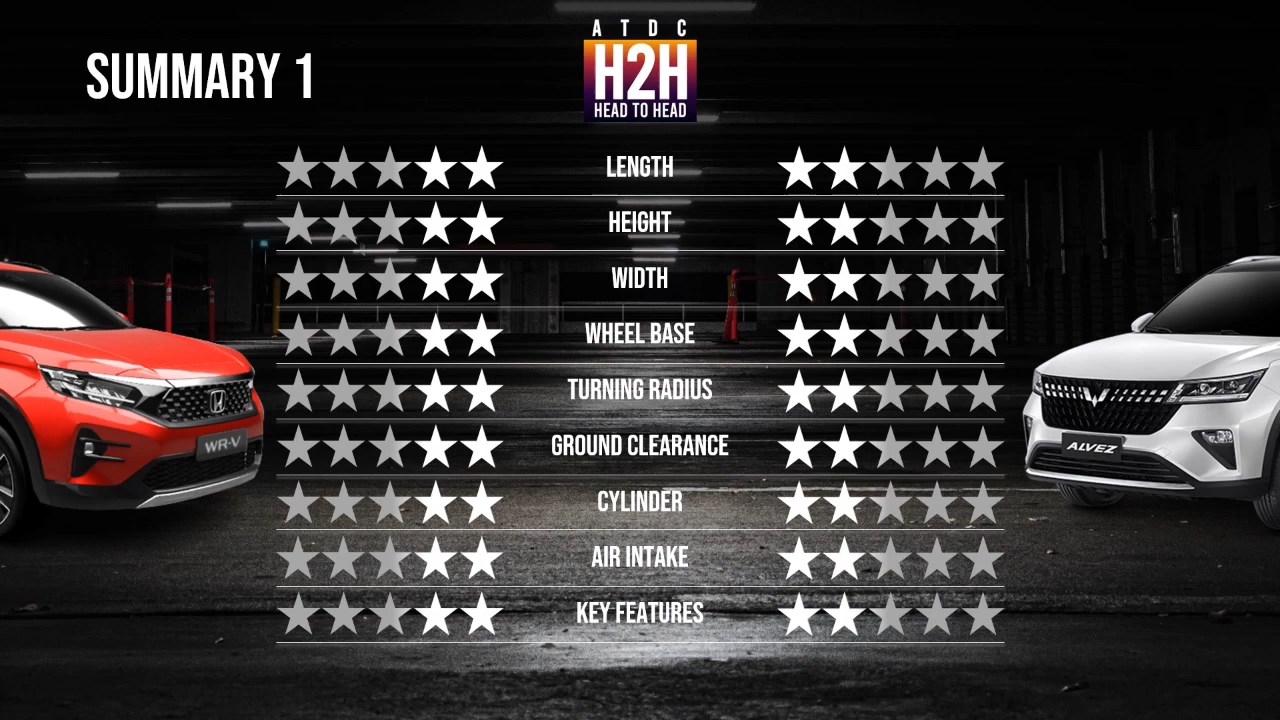 ATDC
SUMMARY 1
H2H
HEAD TO HEAD
LENGTH
HEIGHT
WIDTH
WHEEL BASE
TURNING RADIUS
GROUND CLEARANCE
CYLINDER
AIR INTAKE
KEY FEATURES
WR-V
ALVEZ